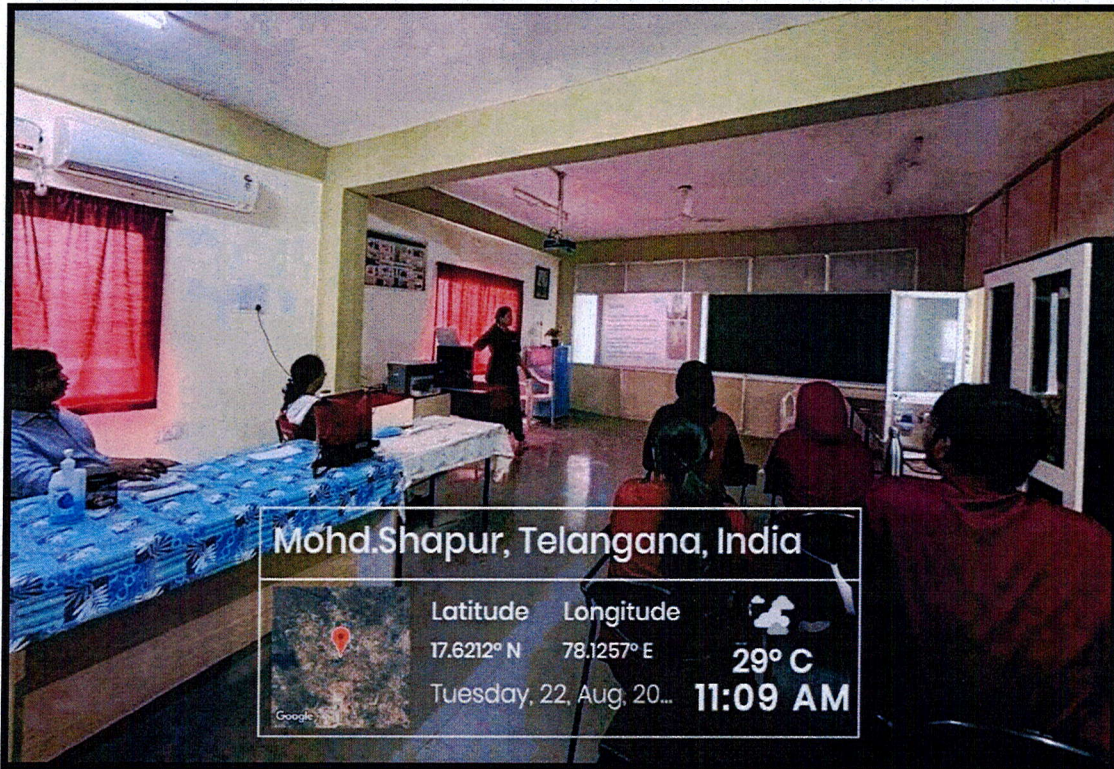 Mohd.Shapur, Telangana, India
Latitude Longitude
17.6212° N 78.1257° E
29° C
Tuesday, 22, Aug, 20... 11:09 AM
Google